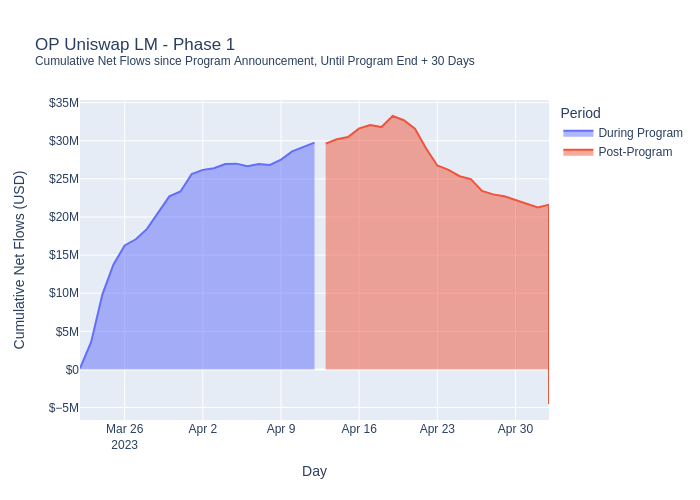 OP Uniswap LM - Phase 1
Cumulative Net Flows since Program Announcement, Until Program End + 30 Days
Period
During Program
Post-Program
Cumulative Net Flows (USD)
$35M
$30M
$25M
$20M
$15M
$10M
$5M
$0
$−5M
Mar 26
2023
Apr 2
Apr 9
Apr 16
Apr 23
Apr 30
Day